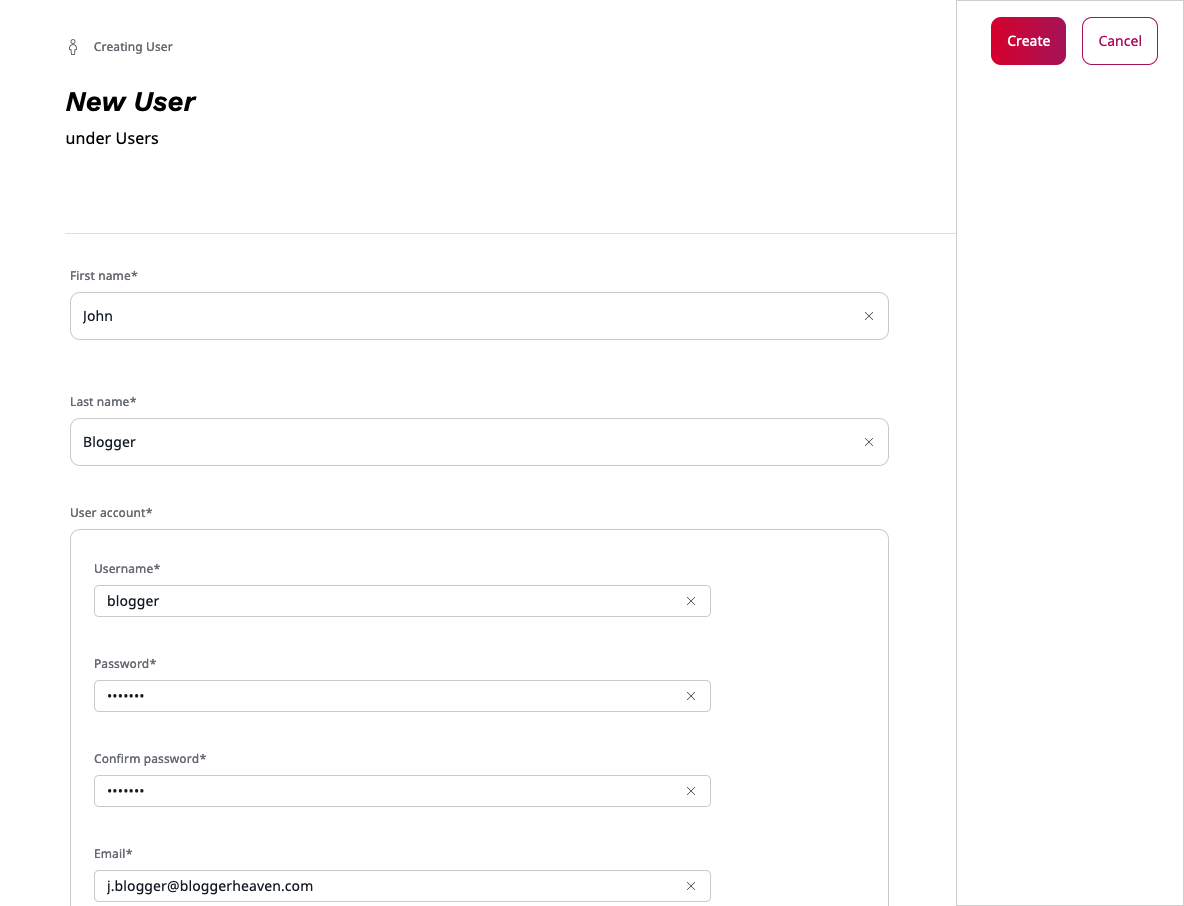 Creating User
Create
Cancel
New User
under Users
First name*
John
Last name*
Blogger
User account*
Username*
blogger
Password*
•••••••
Confirm password*
•••••••
Email*
j.blogger@bloggerheaven.com